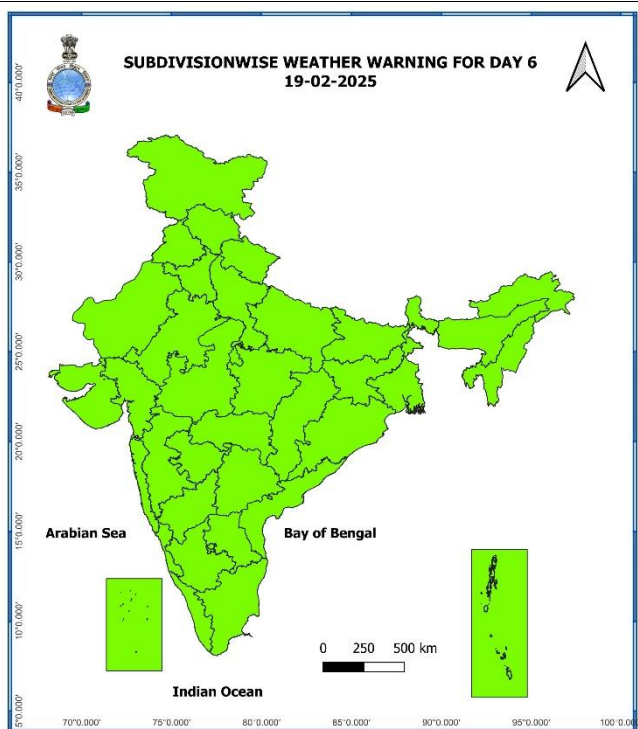 SUBDIVISIONWISE WEATHER WARNING FOR DAY 6
19-02-2025
40°0.000'
35°0.000'
30°0.000'
25°0.000'
20°0.000'
15°0.000'
10°0.000'
5°0.000'
Arabian Sea
Bay of Bengal
0 250 500 km
Indian Ocean
70°0.000' 75°0.000' 80°0.000' 85°0.000' 90°0.000' 95°0.000' 100°0.000'